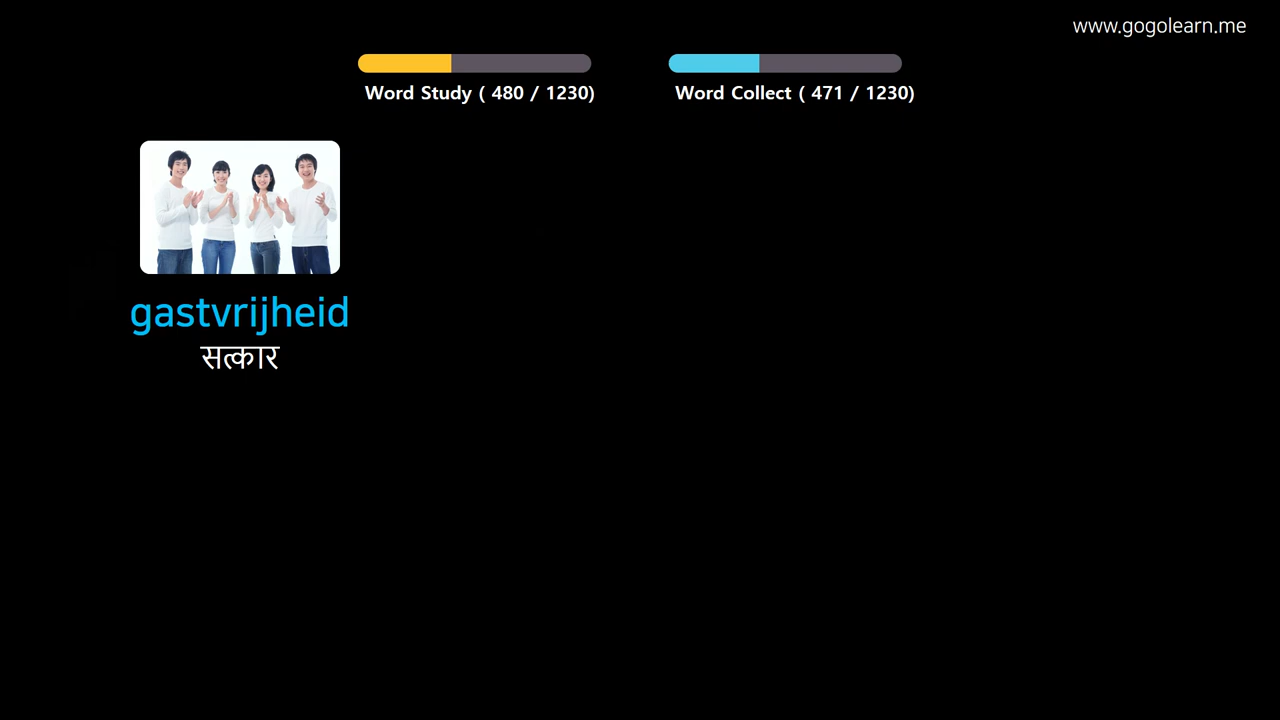 www.gogolearn.me
Word Study ( 480 / 1230)
Word Collect ( 471 / 1230)
gastvrijheid
सत्कार